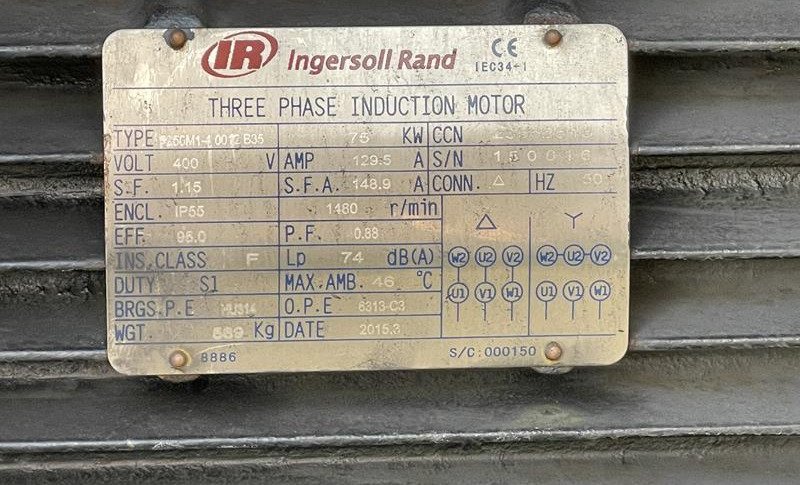 IR Ingersoll Rand CE
IEC34-1
THREE PHASE INDUCTION MOTOR
TYPE 0012 B35 75 KW CCN
VOLT 400 V AMP 129.5 A S/N
S.F. 1.15 S.F.A. 148.9 A CONN. △ HZ 50
ENCL. IP55 1480 r/min
EFF. 95.0 P.F. 0.88 △ Y
INS.CLASS F Lp 74 dB(A) W2 U2 V2 W2 U2 V2
DUTY S1 MAX.AMB. 46 °C
BRGS.P.E O.P.E 6313-C3 U1 V1 W1 U1 V1 W1
WGT. Kg DATE 2015.3
8886 S/C:000150